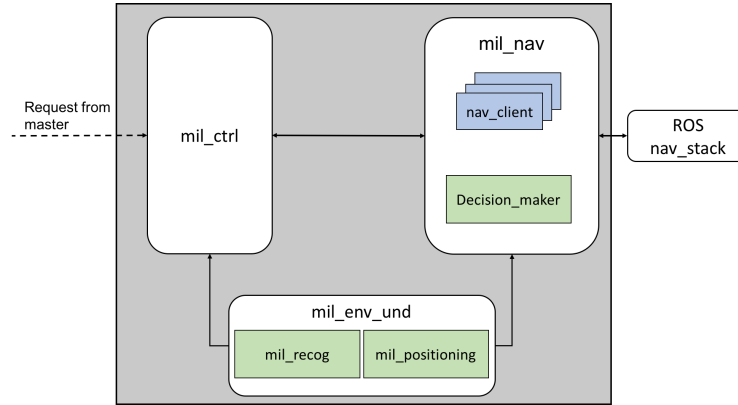 Request from
master
mil_ctrl
mil_nav
nav_client
Decision_maker
ROS
nav_stack
mil_env_und
mil_recog
mil_positioning